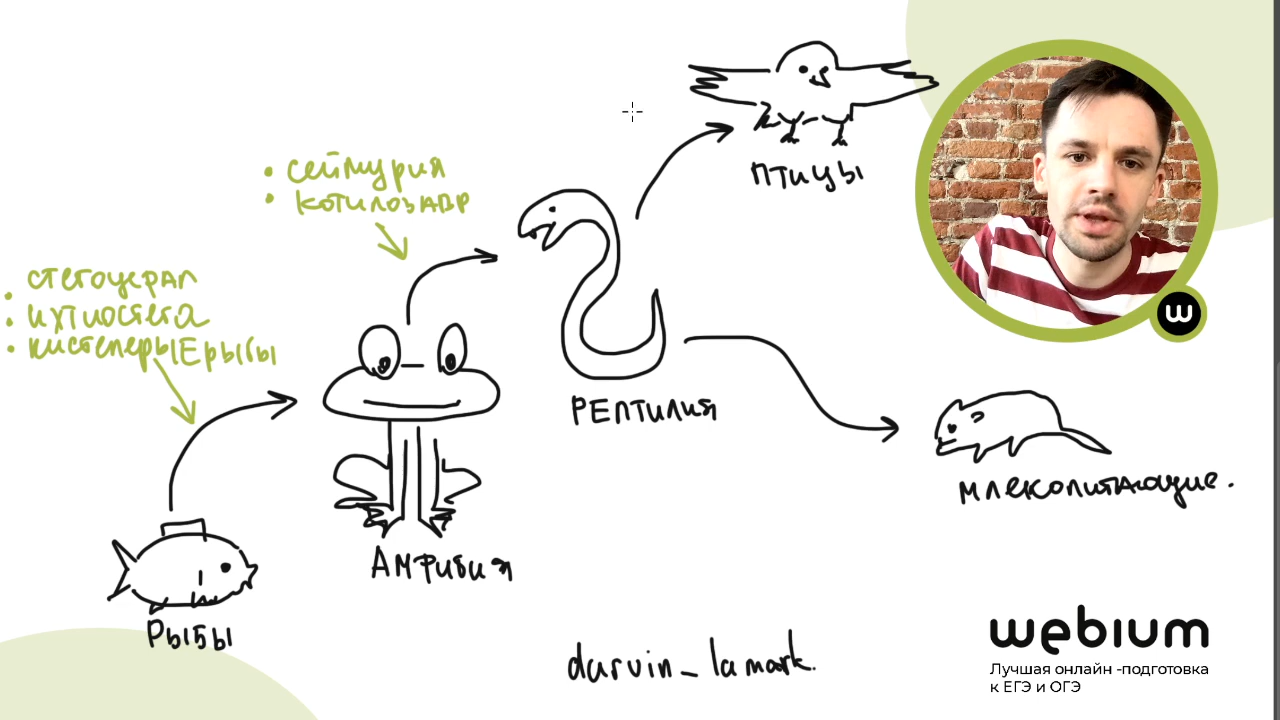 птицы
• сеймурия
• котилозавр
стегоцефал
• ихтиостега
• кистеперыЕ рыбы
w
РЕПТИЛИЯ
млекопитающие.
АМФибия
РЫБЫ
darvin_lamark.
webium
Лучшая онлайн -подготовка
к ЕГЭ и ОГЭ